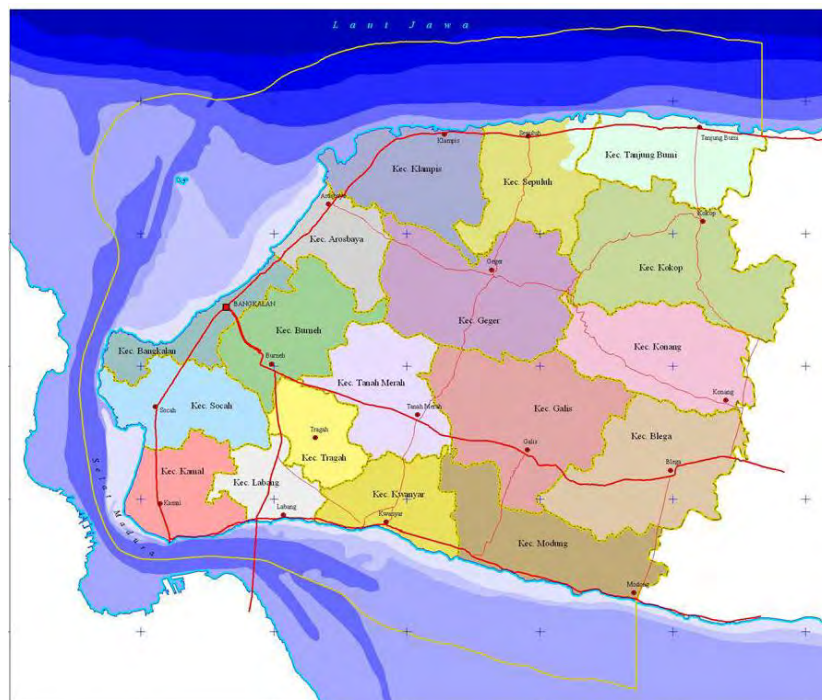 Laut Jawa
Klampis
Sepuluh
Tanjung Bumi
Kec. Tanjung Bumi
Kec. Klampis
Kec. Sepuluh
Arosbaya
Kokop
Kec. Arosbaya
Geger
Kec. Kokop
BANGKALAN
Kec. Geger
Kec. Burneh
Kec. Konang
Kec. Bangkalan
Burneh
Kec. Tanah Merah
Konang
Socah
Kec. Socah
Tanah Merah
Kec. Galis
Tragah
Kec. Blega
Galis
Kec. Tragah
Kec. Kamal
Blega
Kec. Labang
Kec. Kwanyar
Kamal
Selat Madura
Labang
Kwanyar
Kec. Modung
Modung